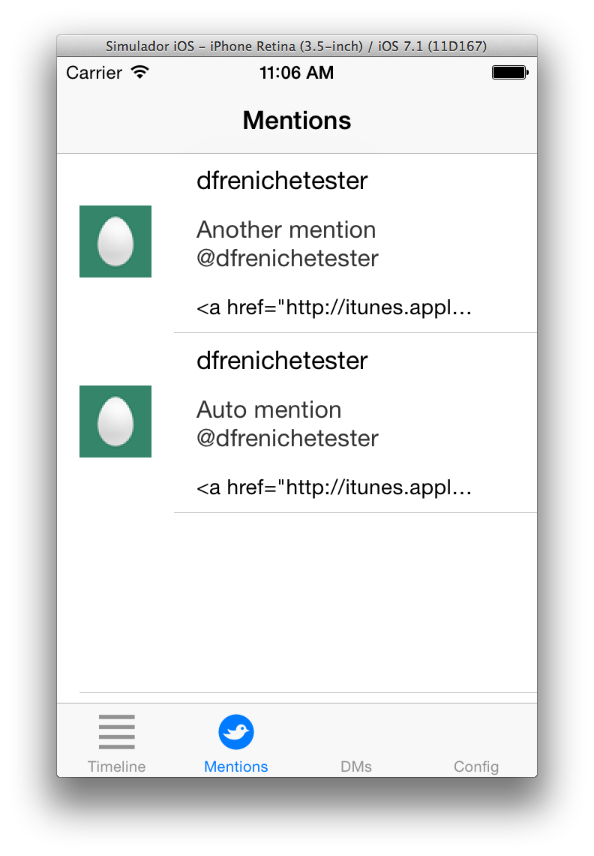 Simulador iOS - iPhone Retina (3.5-inch) / iOS 7.1 (11D167)
Carrier 11:06 AM
Mentions
dfrenichetester
Another mention
@dfrenichetester
<a href="http://itunes.appl…
dfrenichetester
Auto mention
@dfrenichetester
<a href="http://itunes.appl…
Timeline Mentions DMs Config